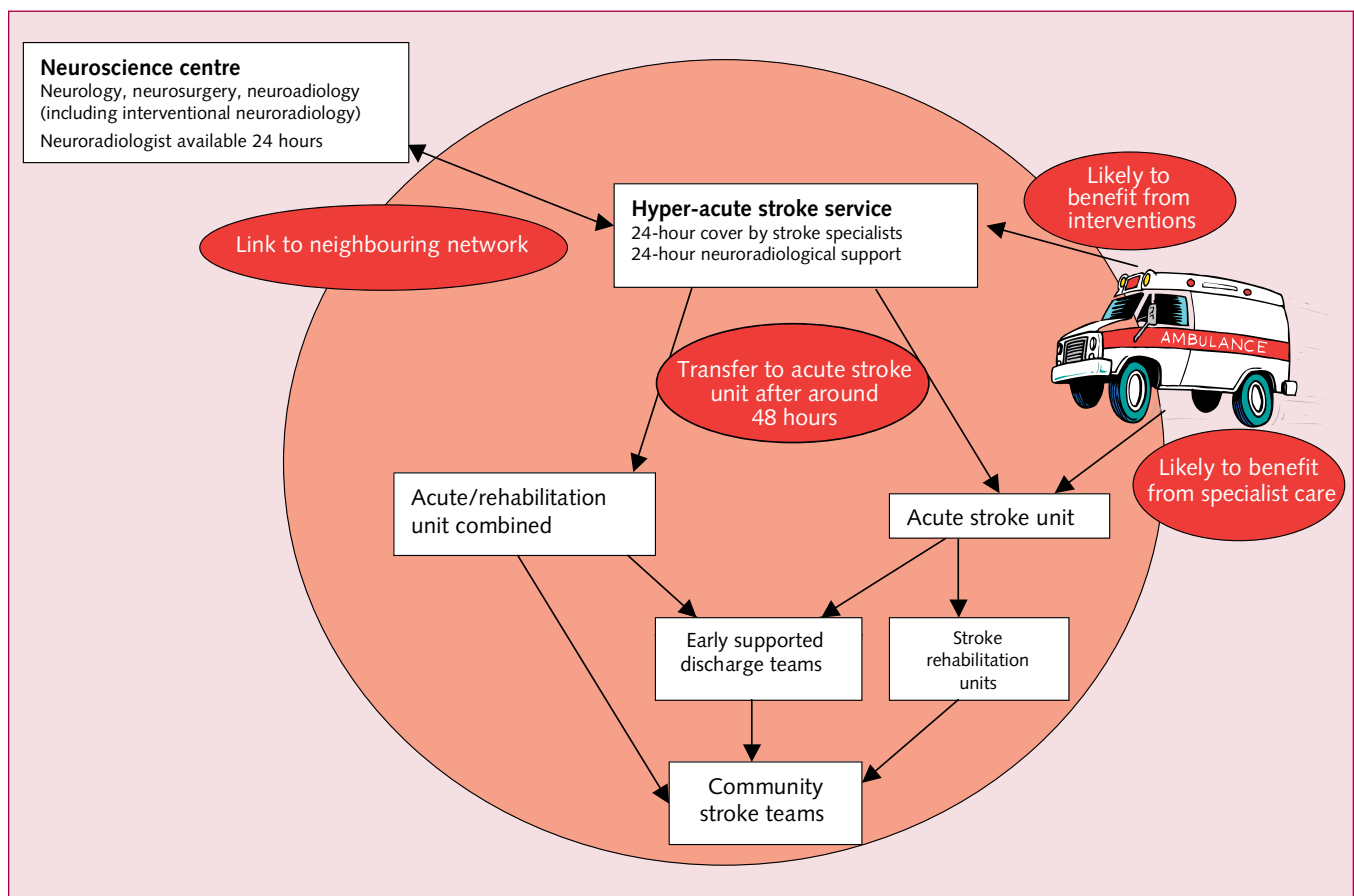 Neuroscience centre
Neurology, neurosurgery, neuroadiology
(including interventional neuroradiology)
Neuroradiologist available 24 hours
Likely to
benefit from
interventions
Hyper-acute stroke service
24-hour cover by stroke specialists
24-hour neuroradiological support
Link to neighbouring network
AMBULANCE
Transfer to acute stroke
unit after around
48 hours
Likely to benefit
from specialist care
Acute/rehabilitation
unit combined
Acute stroke unit
Early supported
discharge teams
Stroke
rehabilitation
units
Community
stroke teams